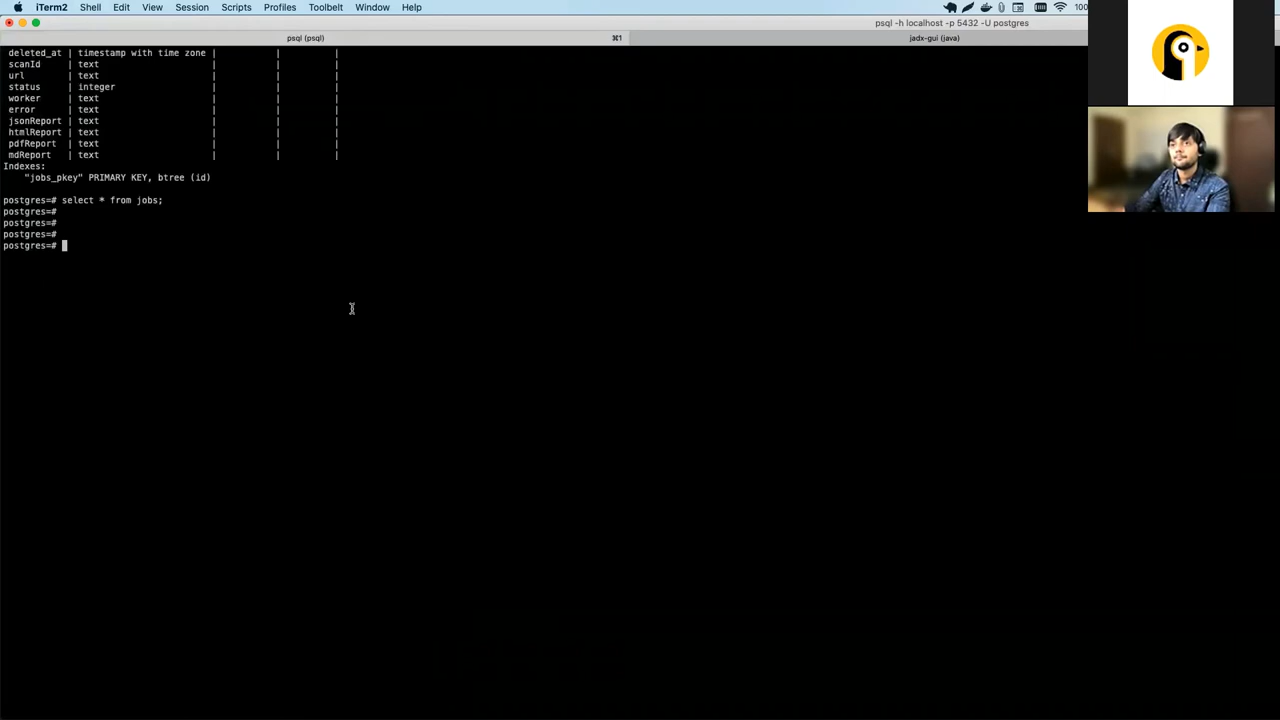 iTerm2 Shell Edit View Session Scripts Profiles Toolbelt Window Help
100
psql -h localhost -p 5432 -U postgres
psql (psql) ⌘1 jadx-gui (java)
deleted_at | timestamp with time zone | | |
scanId | text | | |
url | text | | |
status | integer | | |
worker | text | | |
error | text | | |
jsonReport | text | | |
htmlReport | text | | |
pdfReport | text | | |
mdReport | text | | |
Indexes:
"jobs_pkey" PRIMARY KEY, btree (id)
postgres=# select * from jobs;
postgres=#
postgres=#
postgres=#
postgres=#